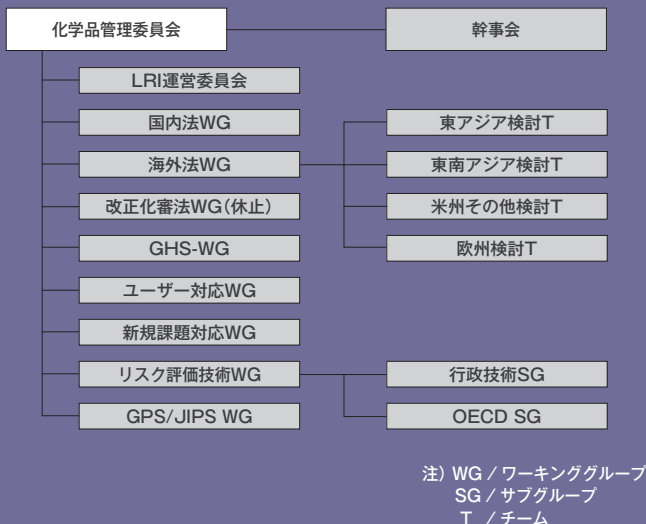 化学品管理委員会
幹事会
LRI運営委員会
国内法WG
海外法WG
東アジア検討T
東南アジア検討T
米州その他検討T
欧州検討T
改正化審法WG(休止)
GHS-WG
ユーザー対応WG
新規課題対応WG
リスク評価技術WG
行政技術SG
OECD SG
GPS/JIPS WG
注) WG / ワーキンググループ
SG / サブグループ
T / チーム